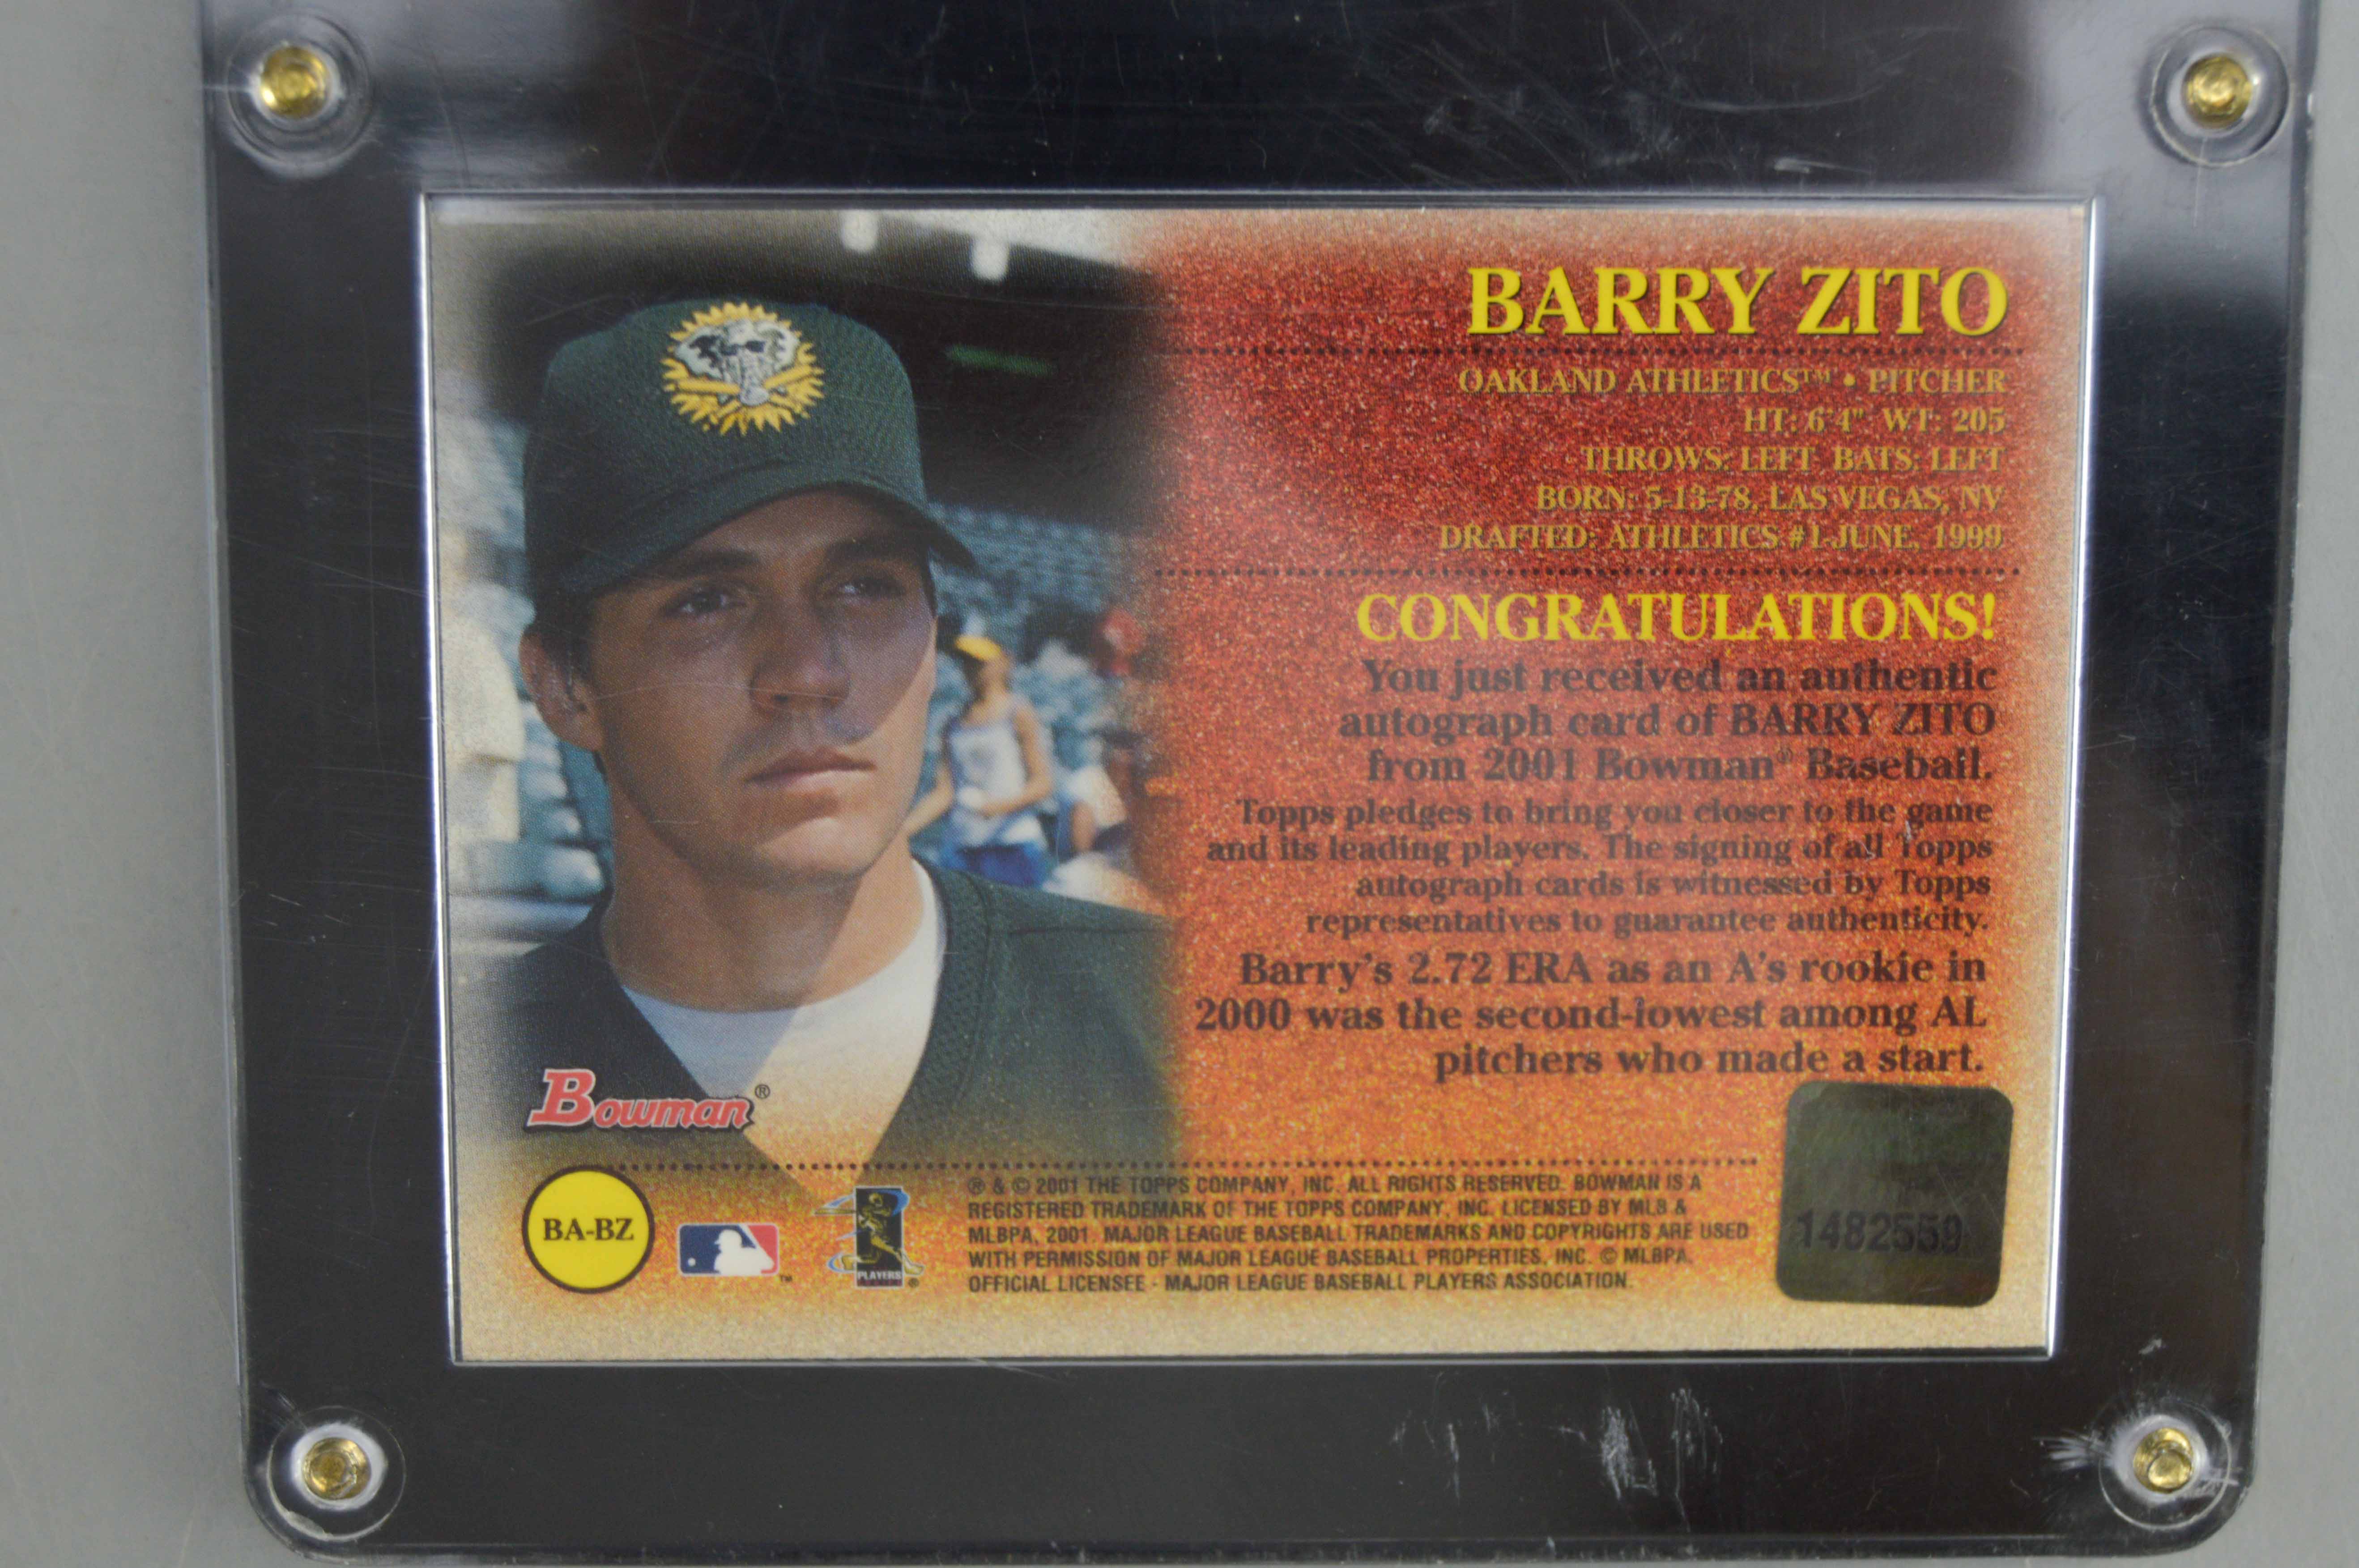 BARRY ZITO
OAKLAND ATHLETICS™ • PITCHER
HT: 6'4" WT: 205
THROWS: LEFT BATS: LEFT
BORN: 5-13-78, LAS VEGAS, NV
DRAFTED: ATHLETICS #1-JUNE, 1999
CONGRATULATIONS!
You just received an authentic
autograph card of BARRY ZITO
from 2001 Bowman® Baseball.
Topps pledges to bring you closer to the game
and its leading players. The signing of all Topps
autograph cards is witnessed by Topps
representatives to guarantee authenticity.
Barry's 2.72 ERA as an A's rookie in
2000 was the second-lowest among AL
pitchers who made a start.
Bowman®
BA-BZ
™
PLAYERS
®
® & © 2001 THE TOPPS COMPANY, INC. ALL RIGHTS RESERVED. BOWMAN IS A
REGISTERED TRADEMARK OF THE TOPPS COMPANY, INC. LICENSED BY MLB &
MLBPA, 2001. MAJOR LEAGUE BASEBALL TRADEMARKS AND COPYRIGHTS ARE USED
WITH PERMISSION OF MAJOR LEAGUE BASEBALL PROPERTIES, INC. © MLBPA.
OFFICIAL LICENSEE - MAJOR LEAGUE BASEBALL PLAYERS ASSOCIATION.
1482559